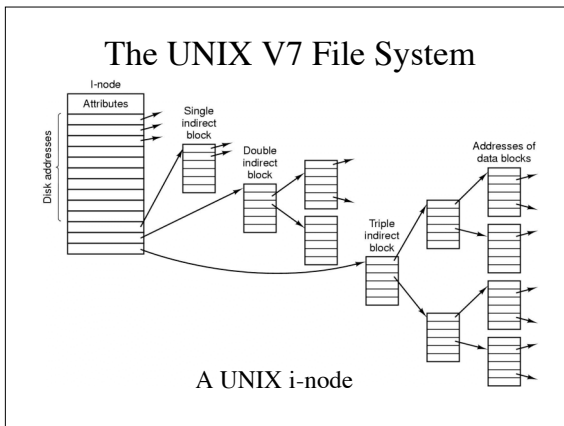 The UNIX V7 File System
I-node
Attributes
Disk addresses
Single
indirect
block
Double
indirect
block
Triple
indirect
block
Addresses of
data blocks
A UNIX i-node